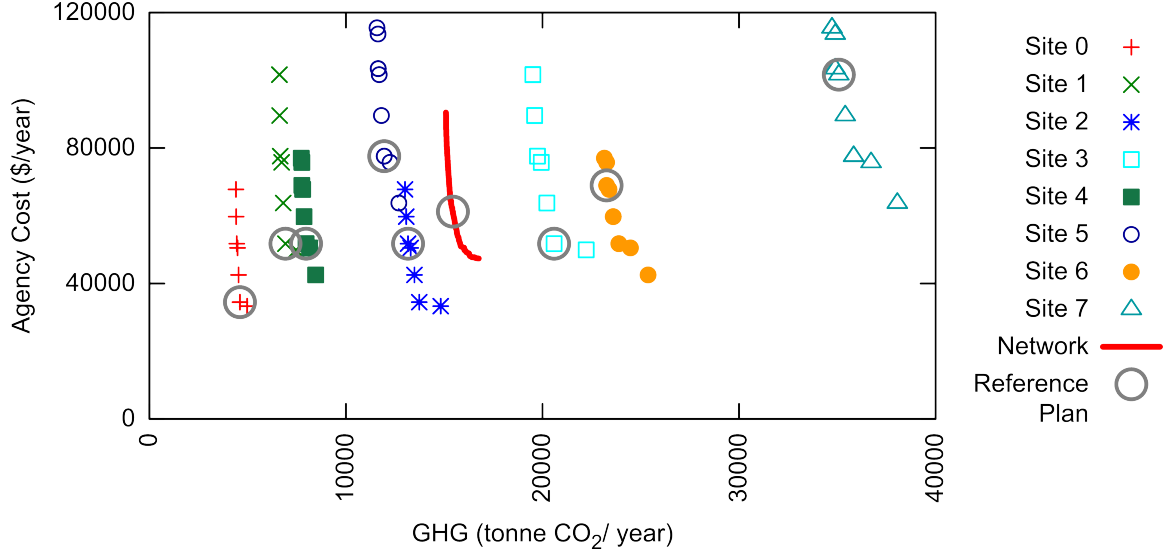 120000
80000
40000
0
Agency Cost ($/year)
0
10000
20000
30000
40000
GHG (tonne CO2/ year)
Site 0
Site 1
Site 2
Site 3
Site 4
Site 5
Site 6
Site 7
Network
Reference
Plan